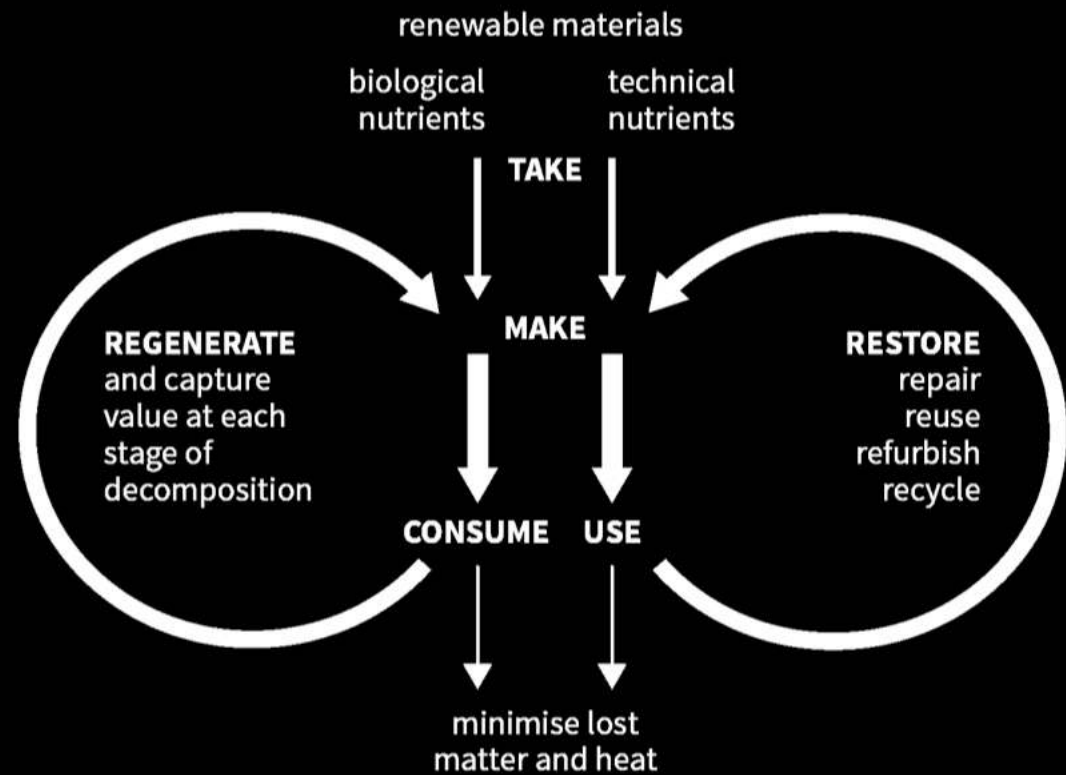 renewable materials
biological
nutrients
technical
nutrients
TAKE
MAKE
REGENERATE
and capture
value at each
stage of
decomposition
RESTORE
repair
reuse
refurbish
recycle
CONSUME
USE
minimise lost
matter and heat